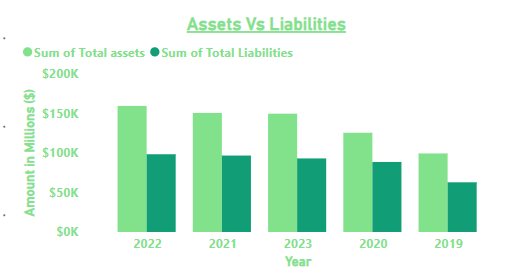 Assets Vs Liabilities
Sum of Total assets Sum of Total Liabilities
Amount in Millions ($)
$200K
$150K
$100K
$50K
$0K
2022 2021 2023 2020 2019
Year